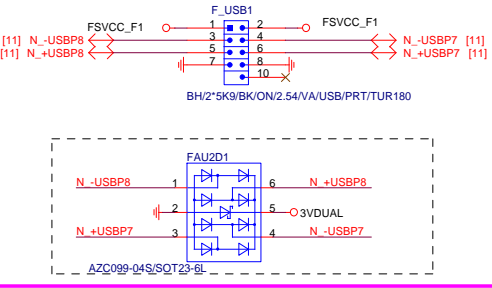 F_USB1
FSVCC_F1 1 2 FSVCC_F1
[11] N_-USBP8 3 4 N_-USBP7 [11]
[11] N_+USBP8 5 6 N_+USBP7 [11]
7 8
10
BH/2*5K9/BK/ON/2.54/VA/USB/PRT/TUR180
FAU2D1
N_-USBP8 1 6 N_+USBP8
2 5 3VDUAL
N_+USBP7 3 4 N_-USBP7
AZC099-04S/SOT23-6L